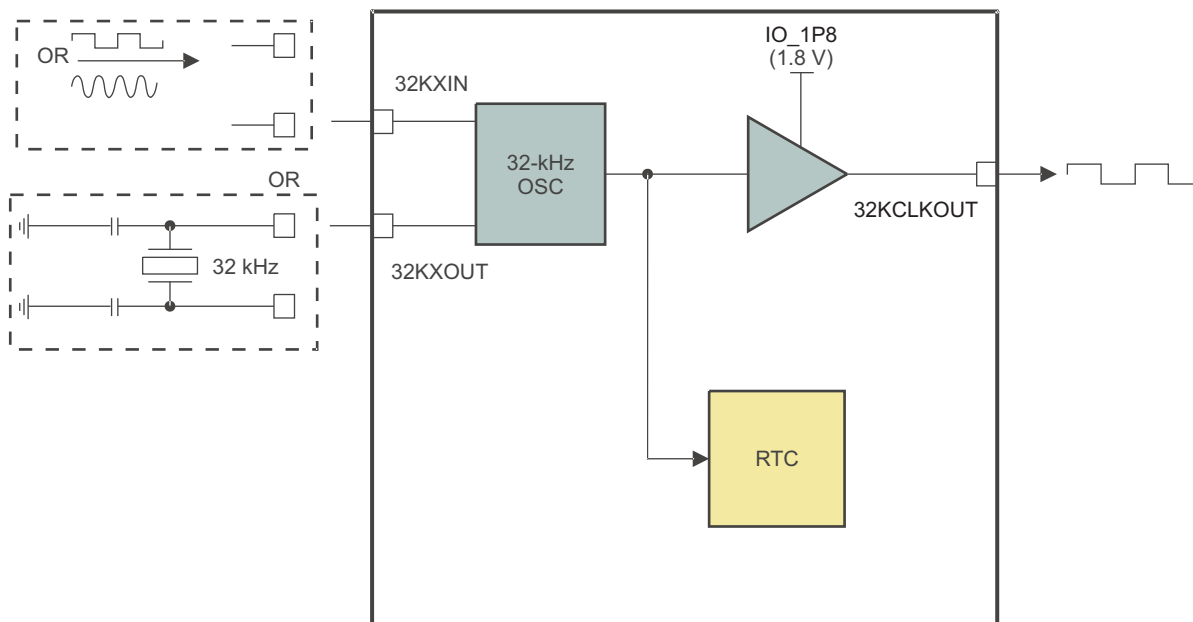 OR
32KXIN
IO_1P8
(1.8 V)
32-kHz
OSC
OR
32KCLKOUT
32KXOUT
32 kHz
RTC